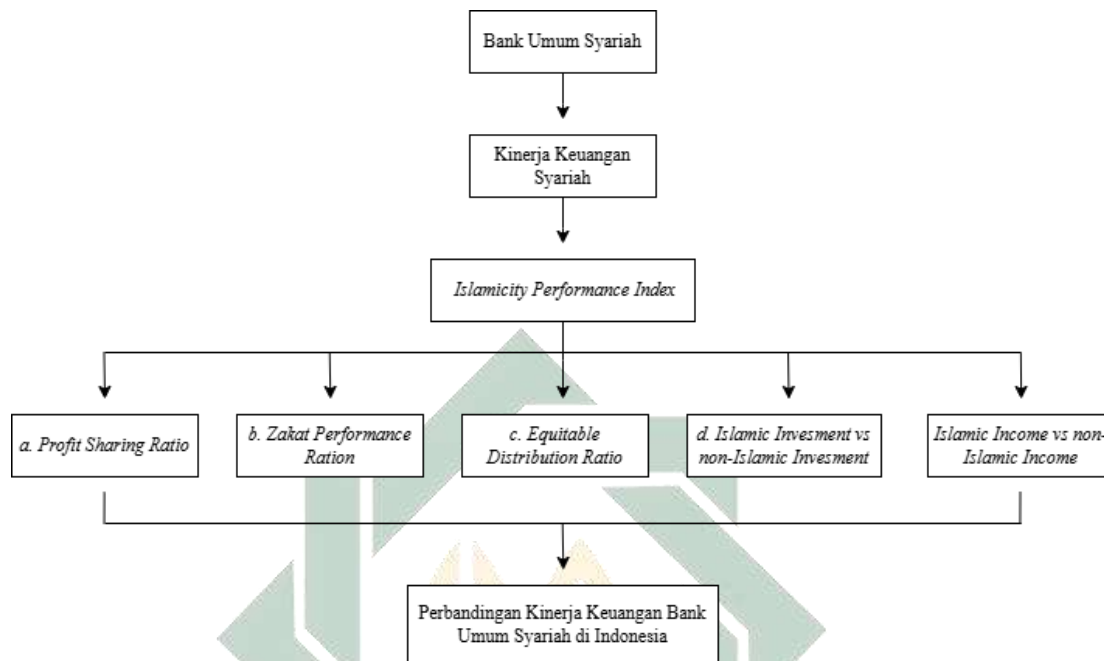 Bank Umum Syariah
Kinerja Keuangan
Syariah
Islamicity Performance Index
a. Profit Sharing Ratio
b. Zakat Performance
Ration
c. Equitable
Distribution Ratio
d. Islamic Invesment vs
non-Islamic Invesment
Islamic Income vs non-
Islamic Income
Perbandingan Kinerja Keuangan Bank
Umum Syariah di Indonesia